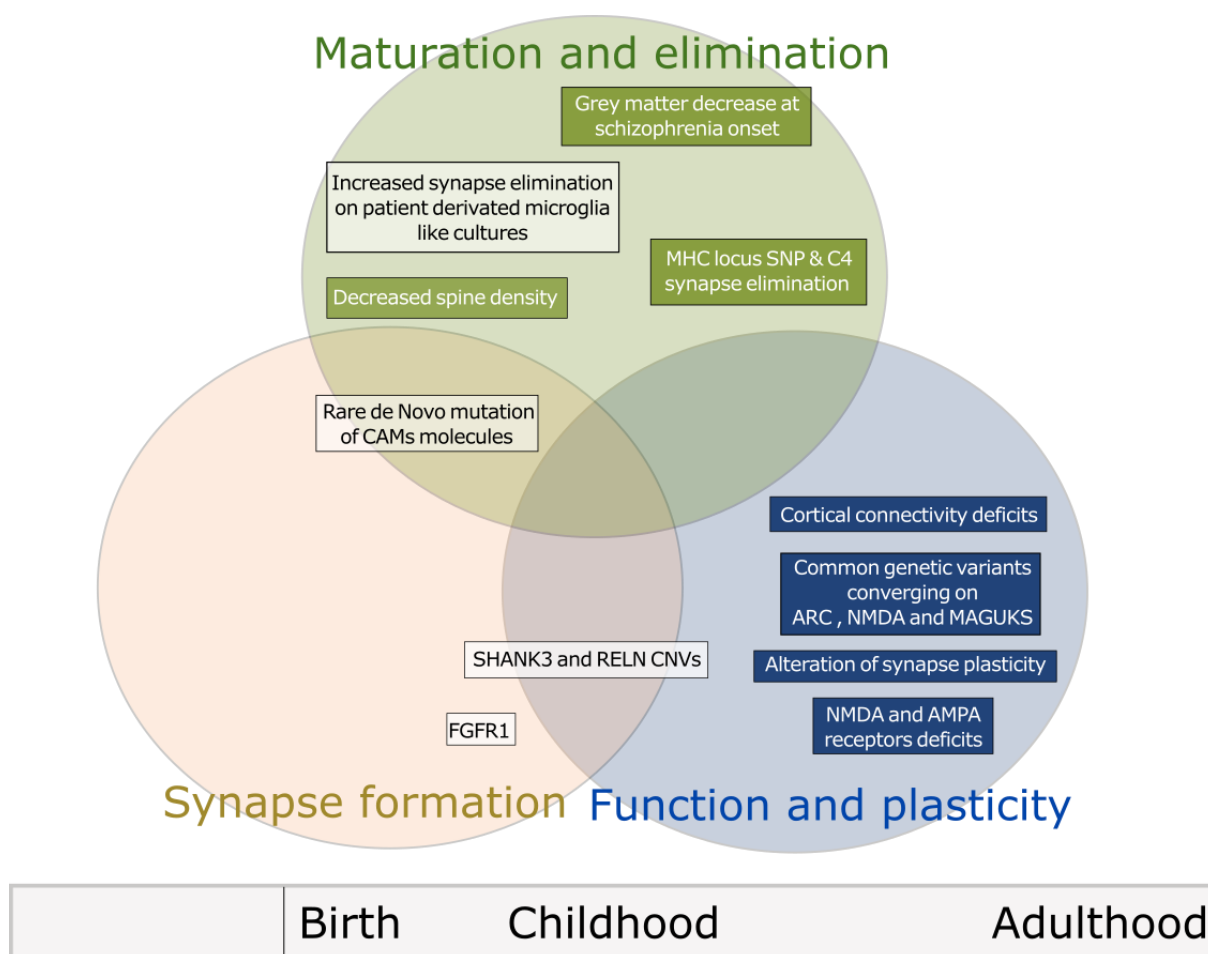 Maturation and elimination
Grey matter decrease at
schizophrenia onset
Increased synapse elimination
on patient derivated microglia
like cultures
MHC locus SNP & C4
synapse elimination
Decreased spine density
Rare de Novo mutation
of CAMs molecules
Cortical connectivity deficits
Common genetic variants
converging on
ARC , NMDA and MAGUKS
SHANK3 and RELN CNVs
Alteration of synapse plasticity
FGFR1
NMDA and AMPA
receptors deficits
Synapse formation
Function and plasticity
Birth Childhood Adulthood